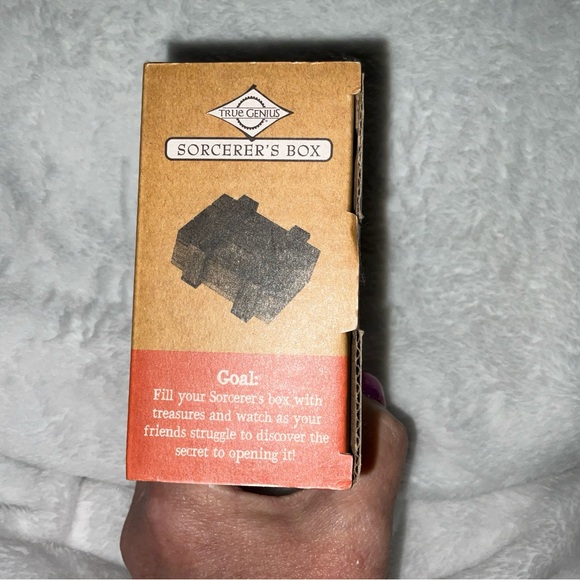 TRUE GENIUS
SORCERER'S BOX
Goal:
Fill your Sorcerer's box with
treasures and watch as your
friends struggle to discover the
secret to opening it!